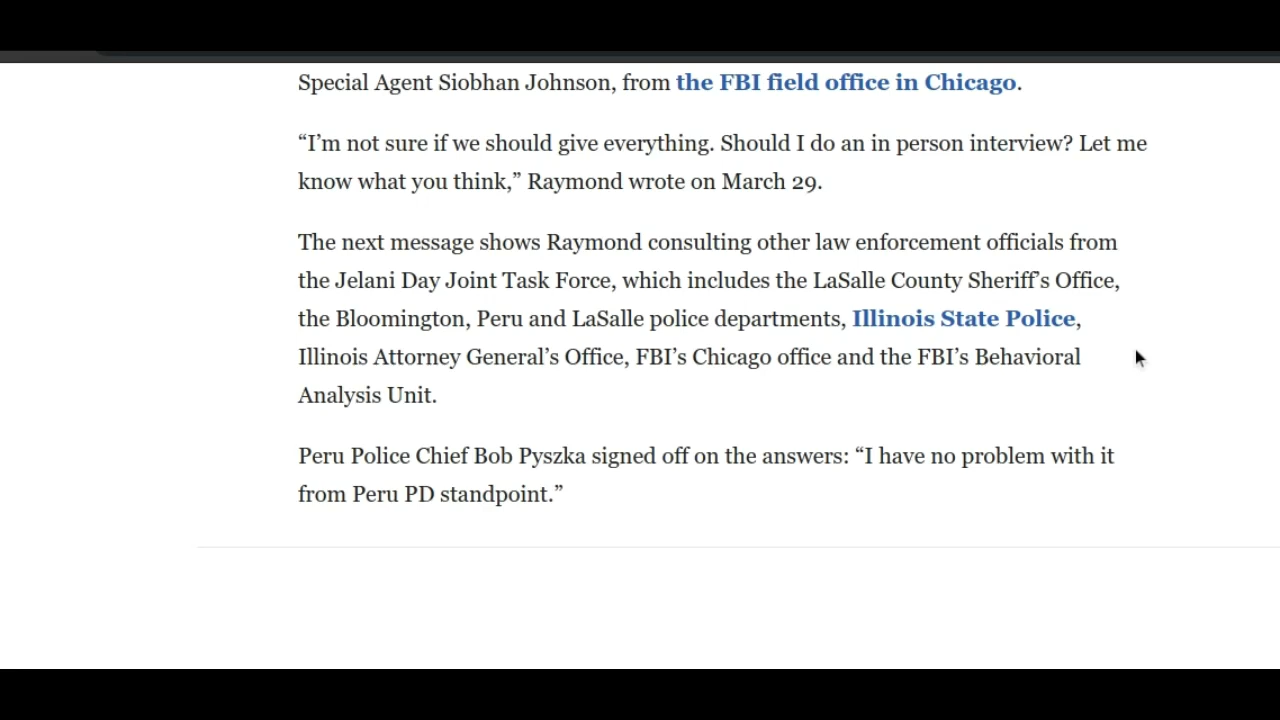 Special Agent Siobhan Johnson, from the FBI field office in Chicago.
“I’m not sure if we should give everything. Should I do an in person interview? Let me
know what you think,” Raymond wrote on March 29.
The next message shows Raymond consulting other law enforcement officials from
the Jelani Day Joint Task Force, which includes the LaSalle County Sheriff’s Office,
the Bloomington, Peru and LaSalle police departments, Illinois State Police,
Illinois Attorney General’s Office, FBI’s Chicago office and the FBI’s Behavioral
Analysis Unit.
Peru Police Chief Bob Pyszka signed off on the answers: “I have no problem with it
from Peru PD standpoint.”